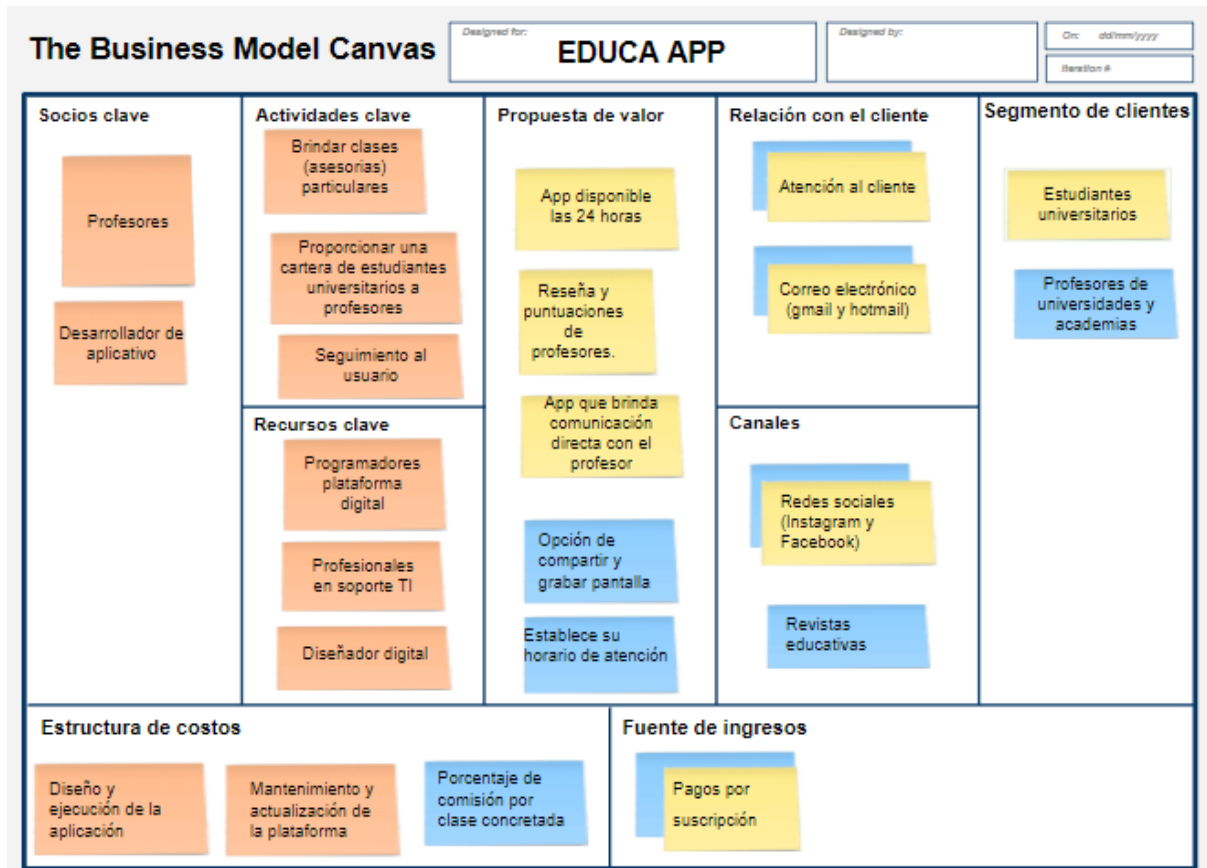 The Business Model Canvas
Designed for:
EDUCA APP
Designed by:
On: dd/mm/yyyy
Iteration #
Socios clave
Profesores
Desarrollador de
aplicativo
Actividades clave
Brindar clases
(asesorias)
particulares
Proporcionar una
cartera de estudiantes
universitarios a
profesores
Seguimiento al
usuario
Recursos clave
Programadores
plataforma
digital
Profesionales
en soporte TI
Diseñador digital
Propuesta de valor
App disponible
las 24 horas
Reseña y
puntuaciones
de
profesores.
App que brinda
comunicación
directa con el
profesor
Opción de
compartir y
grabar pantalla
Establece su
horario de atención
Relación con el cliente
Atención al cliente
Correo electrónico
(gmail y hotmail)
Canales
Redes sociales
(Instagram y
Facebook)
Revistas
educativas
Segmento de clientes
Estudiantes
universitarios
Profesores de
universidades y
academias
Estructura de costos
Diseño y
ejecución de la
aplicación
Mantenimiento y
actualización de
la plataforma
Porcentaje de
comisión por
clase concretada
Fuente de ingresos
Pagos por
suscripción